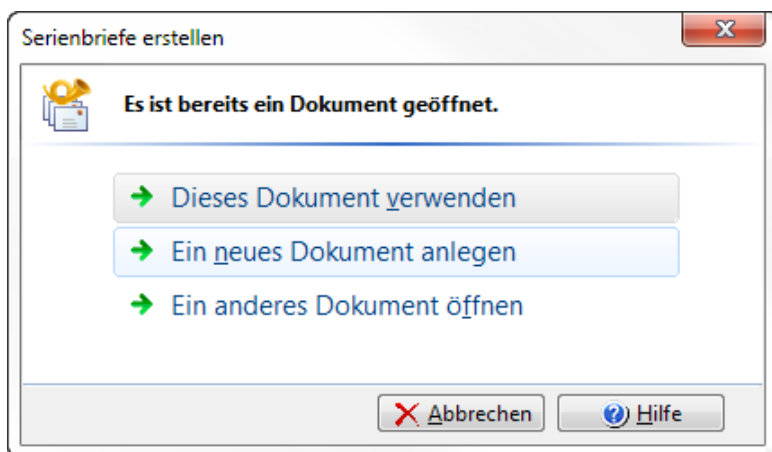 Serienbriefe erstellen
Es ist bereits ein Dokument geöffnet.
Dieses Dokument verwenden
Ein neues Dokument anlegen
Ein anderes Dokument öffnen
Abbrechen Hilfe